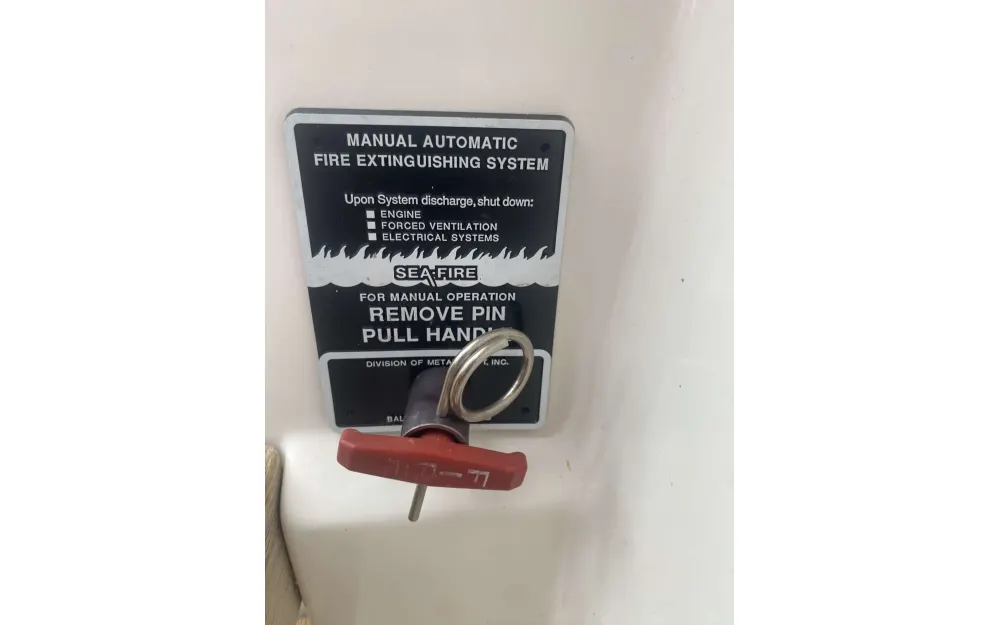 MANUAL AUTOMATIC
FIRE EXTINGUISHING SYSTEM
Upon System discharge, shut down:
ENGINE
FORCED VENTILATION
ELECTRICAL SYSTEMS
SEA-FIRE
FOR MANUAL OPERATION
REMOVE PIN
PULL
DIVISION OF
INC.